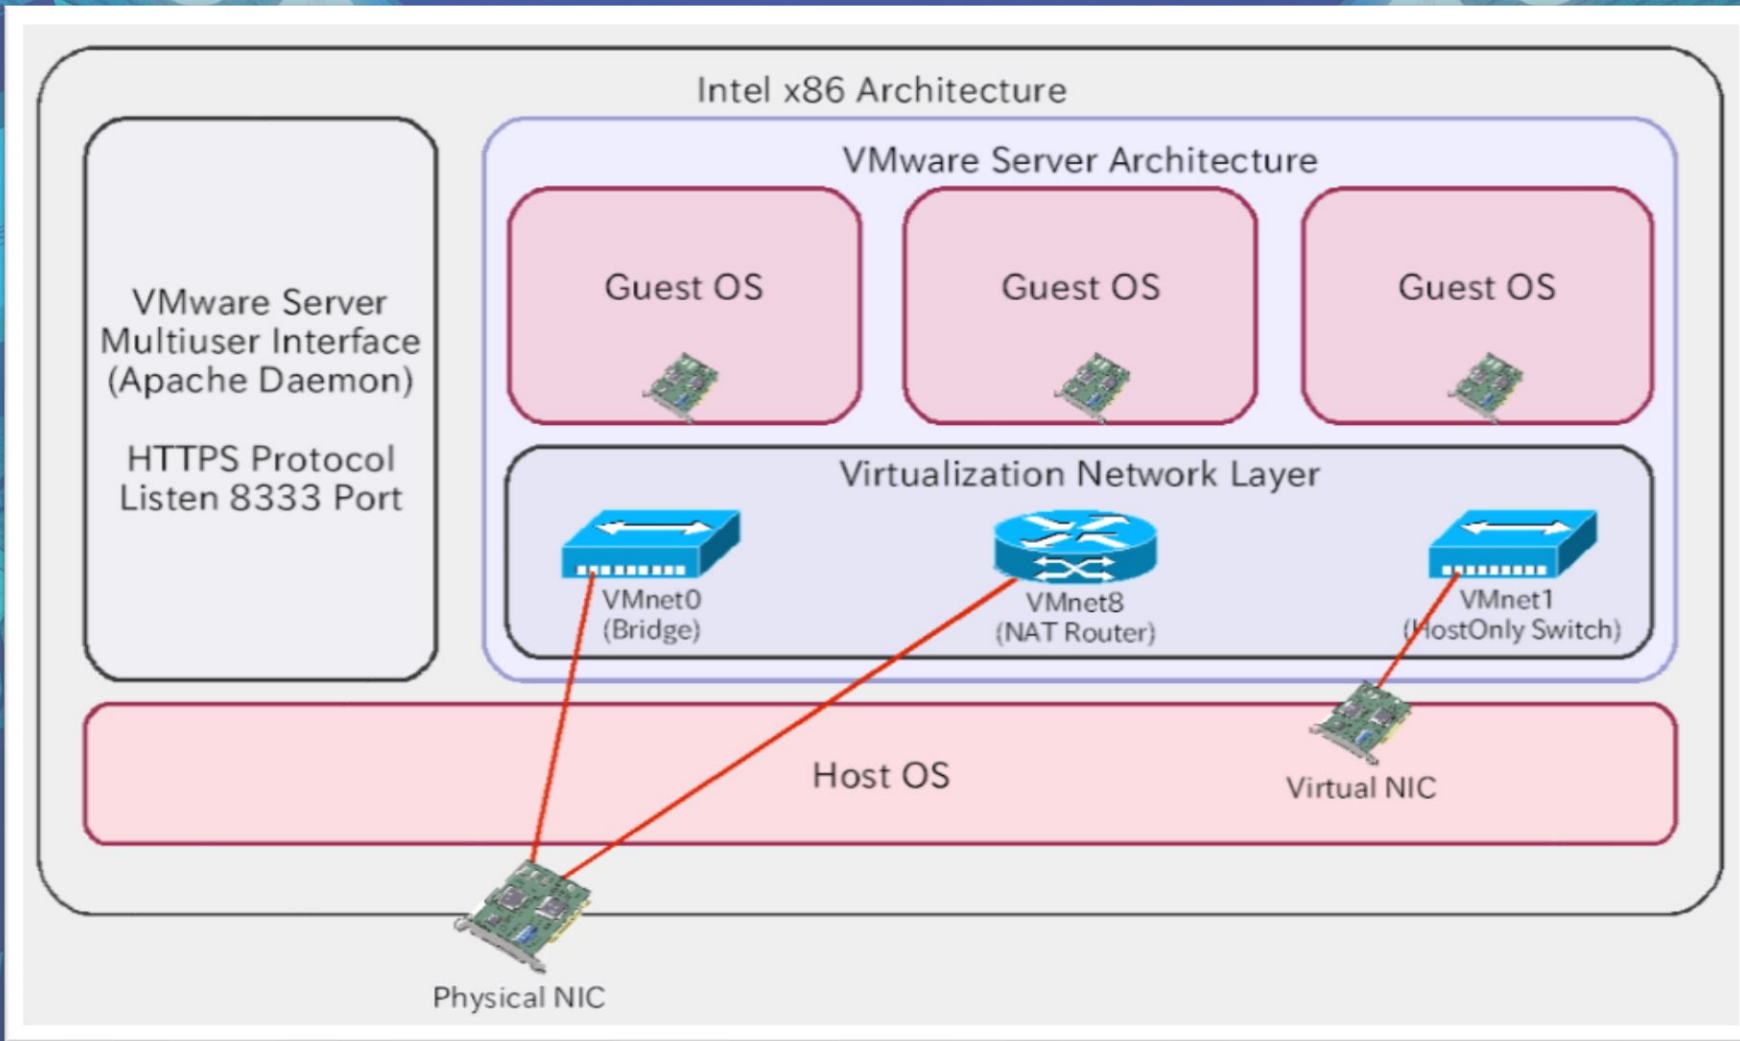 Intel x86 Architecture
VMware Server
Multiuser Interface
(Apache Daemon)
HTTPS Protocol
Listen 8333 Port
VMware Server Architecture
Guest OS
Guest OS
Guest OS
Virtualization Network Layer
VMnet0
(Bridge)
VMnet8
(NAT Router)
VMnet1
(HostOnly Switch)
Host OS
Virtual NIC
Physical NIC